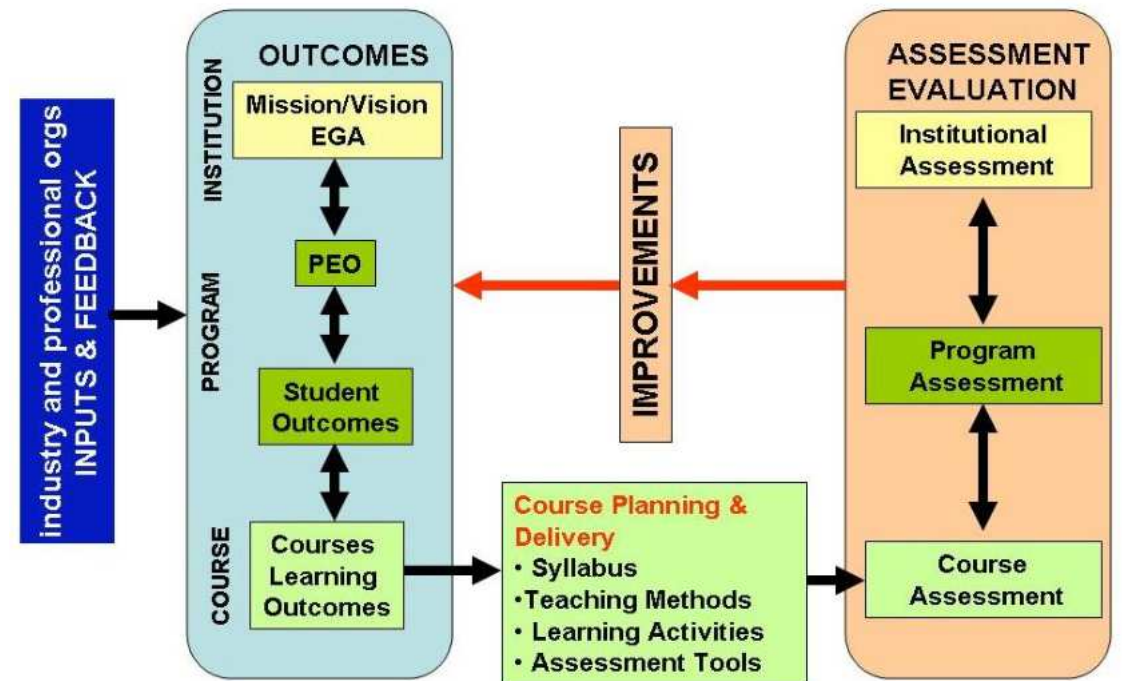 industry and professional orgs
INPUTS & FEEDBACK
OUTCOMES
INSTITUTION
Mission/Vision
EGA
PROGRAM
PEO
Student
Outcomes
COURSE
Courses
Learning
Outcomes
Course Planning &
Delivery
• Syllabus
•Teaching Methods
• Learning Activities
• Assessment Tools
IMPROVEMENTS
ASSESSMENT
EVALUATION
Institutional
Assessment
Program
Assessment
Course
Assessment